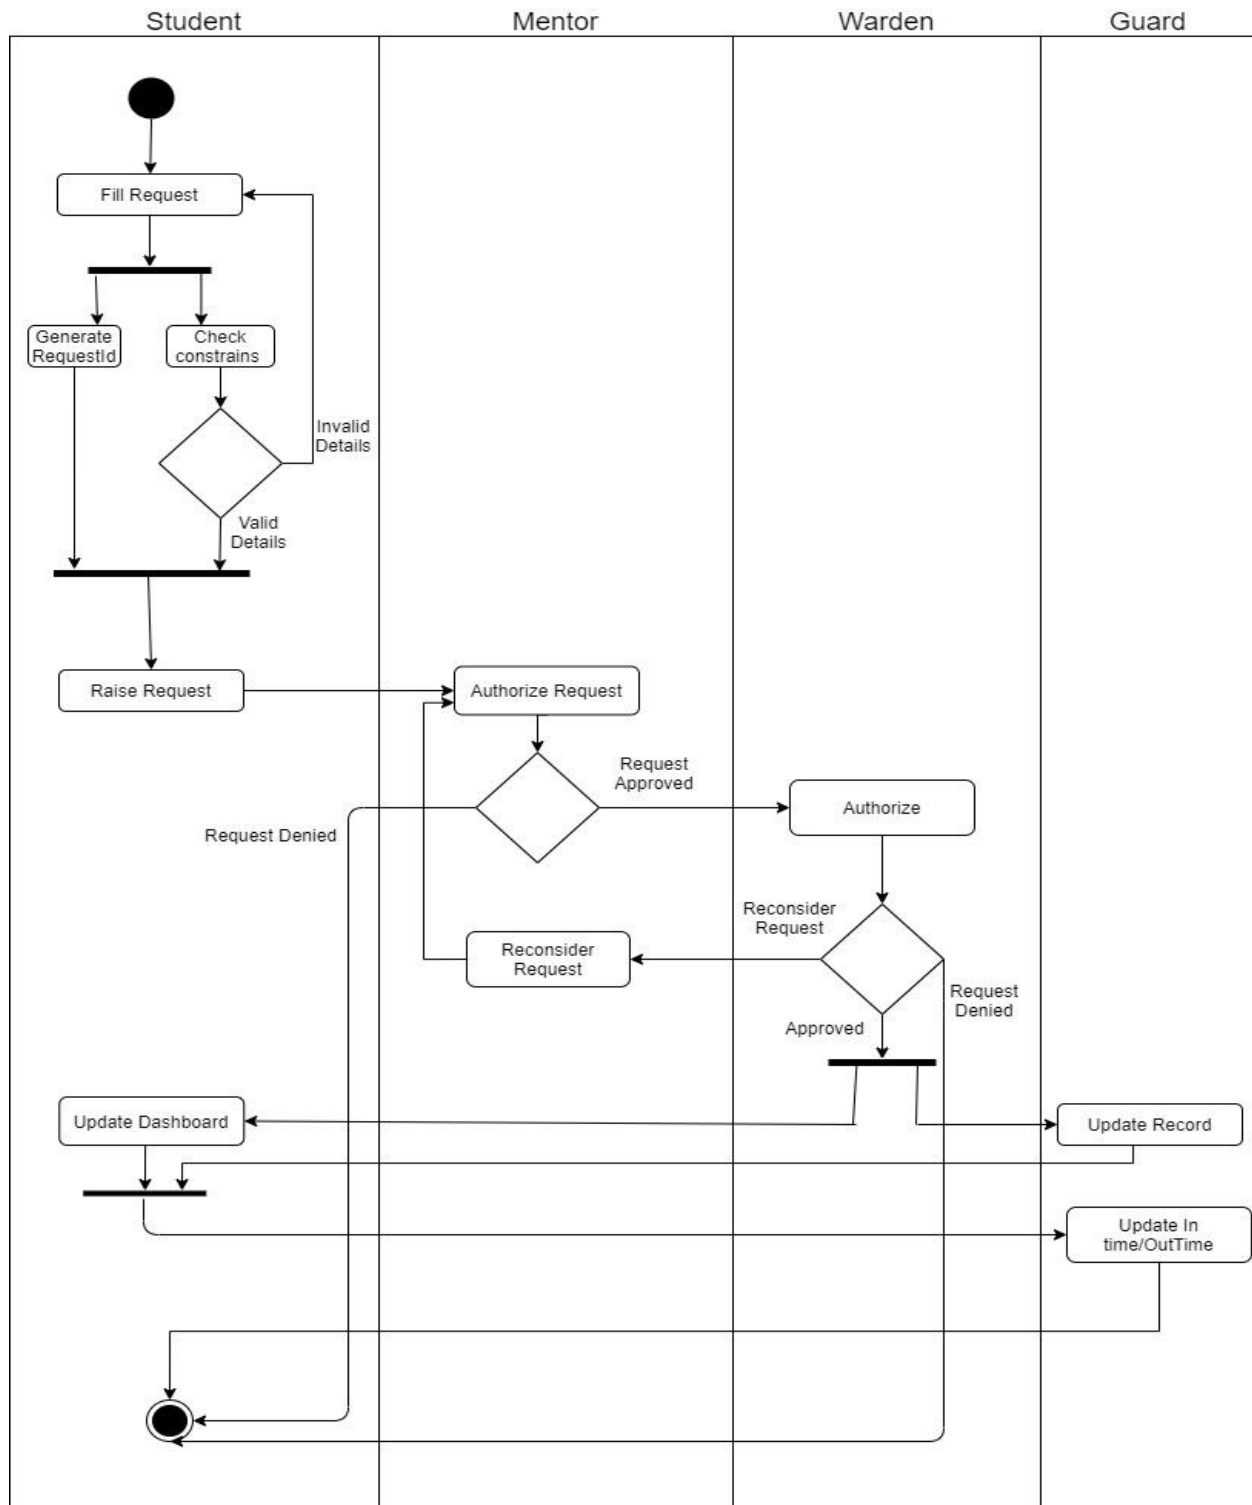 Student
Mentor
Warden
Guard
Fill Request
Generate
RequestId
Check
constrains
Invalid
Details
Valid
Details
Raise Request
Authorize Request
Request
Approved
Authorize
Request Denied
Reconsider
Request
Reconsider
Request
Request
Denied
Approved
Update Dashboard
Update Record
Update In
time/OutTime